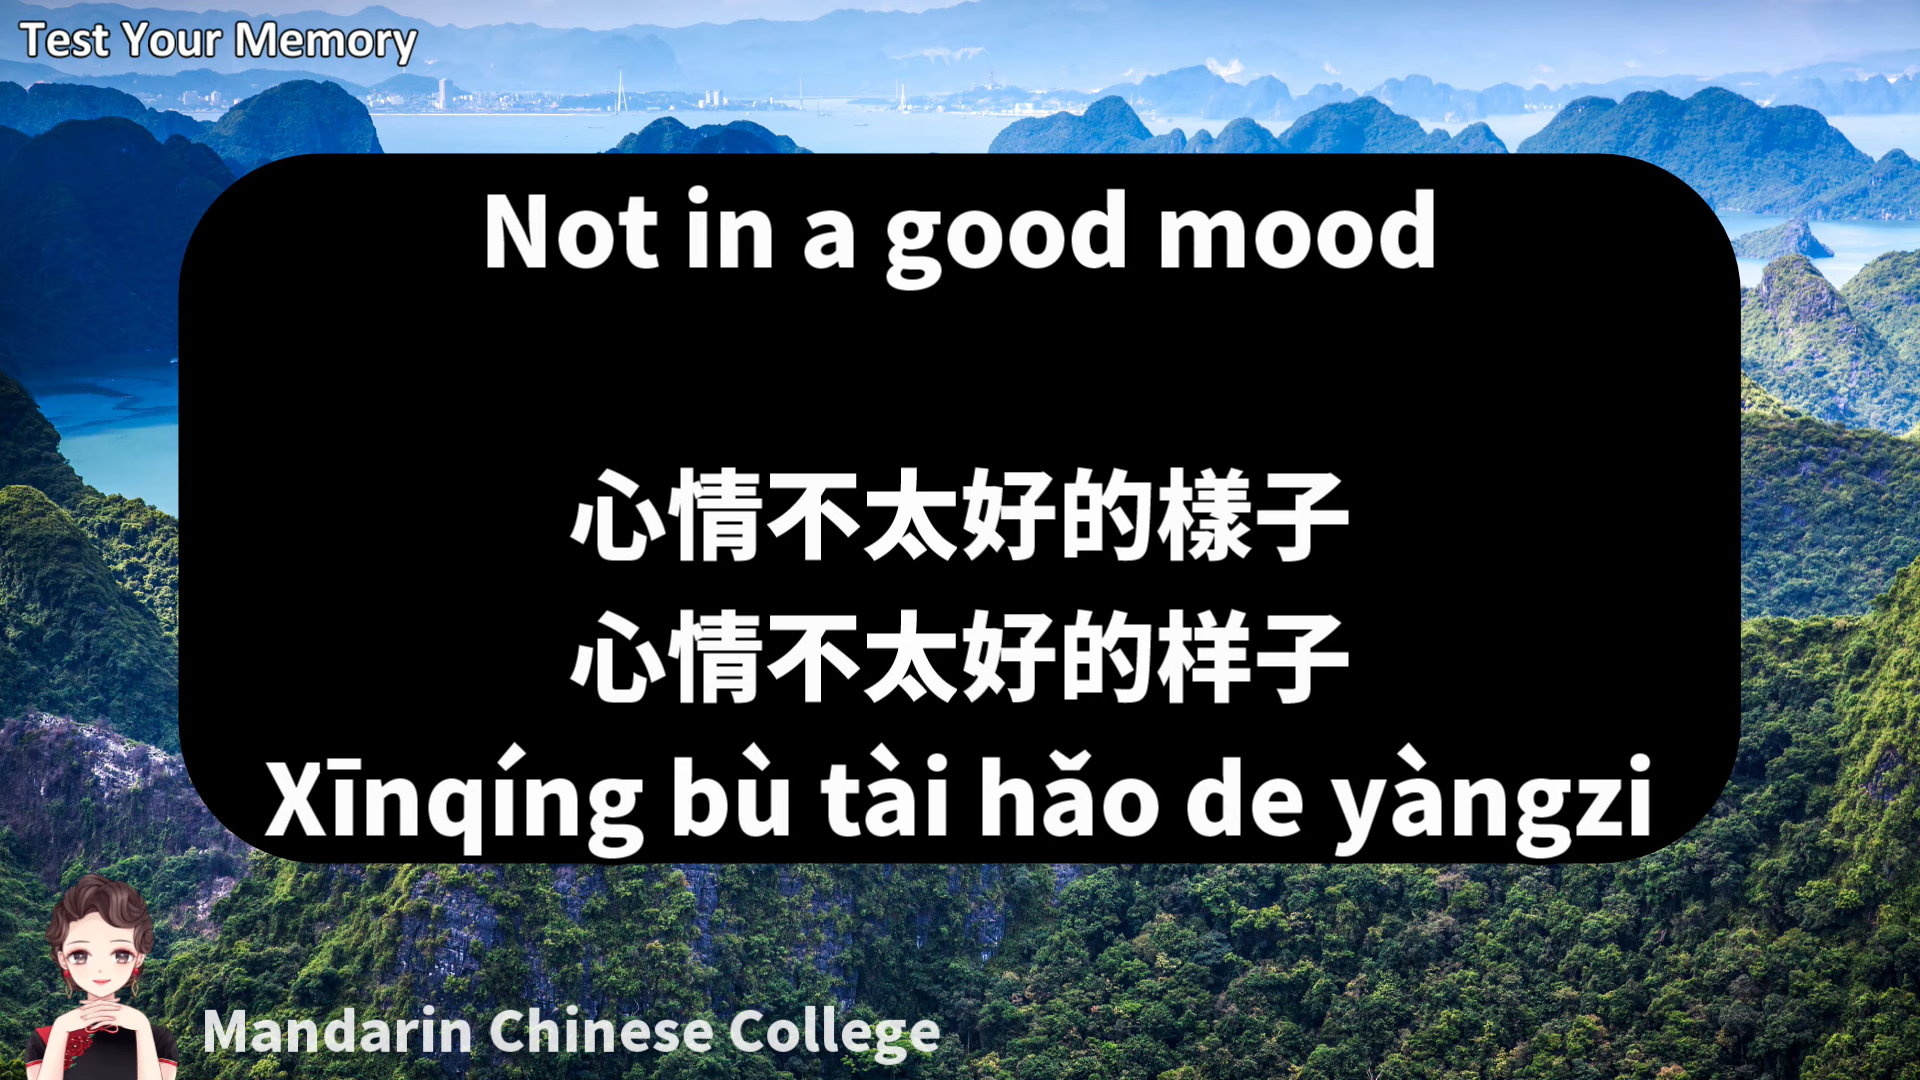 Test Your Memory
Not in a good mood
心情不太好的樣子
心情不太好的样子
Xīnqíng bù tài hǎo de yàngzi
Mandarin Chinese College